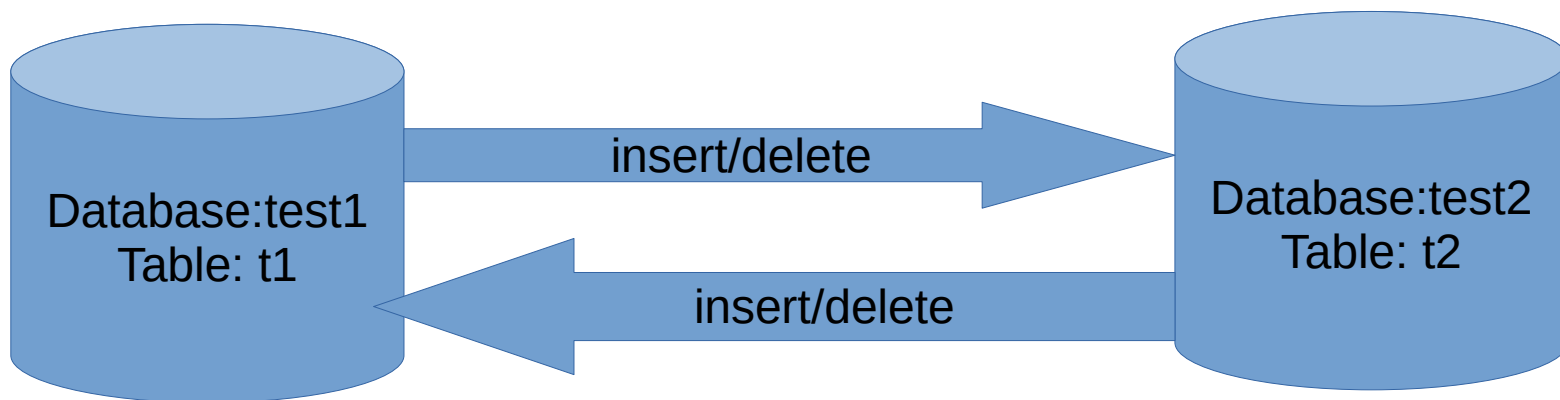 Database:test1
Table: t1
insert/delete
insert/delete
Database:test2
Table: t2